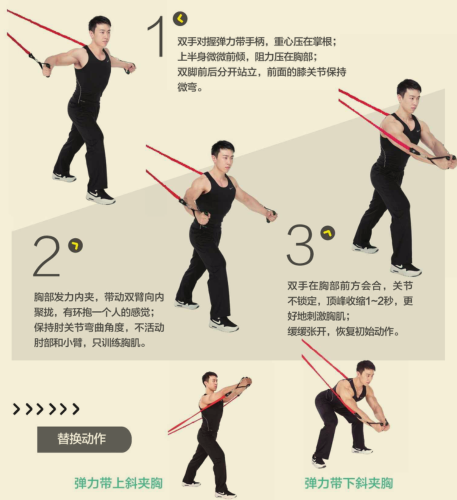 1
双手对握弹力带手柄，重心压在掌根；
上半身微微前倾，阻力压在胸部；
双脚前后分开站立，前面的膝关节保持
微弯。
2
胸部发力内夹，带动双臂向内
聚拢，有环抱一个人的感觉；
保持肘关节弯曲角度，不活动
肘部和小臂，只训练胸肌。
3
双手在胸部前方会合，关节
不锁定，顶峰收缩1~2秒，更
好地刺激胸肌；
缓缓张开，恢复初始动作。
替换动作
弹力带上斜夹胸
弹力带下斜夹胸